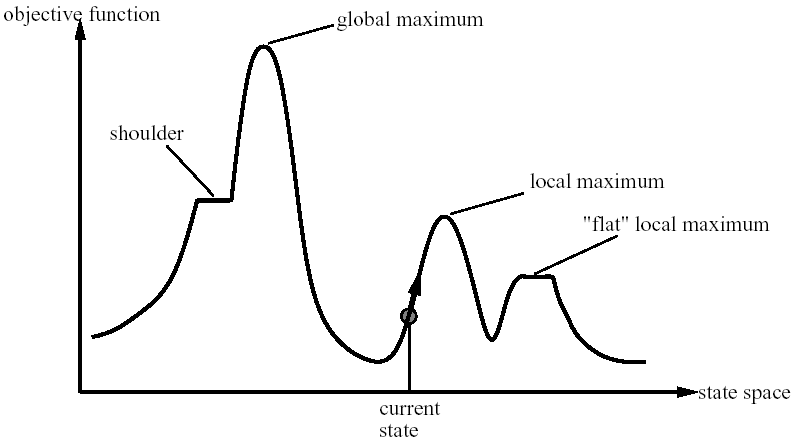 objective function
global maximum
shoulder
local maximum
"flat" local maximum
state space
current
state